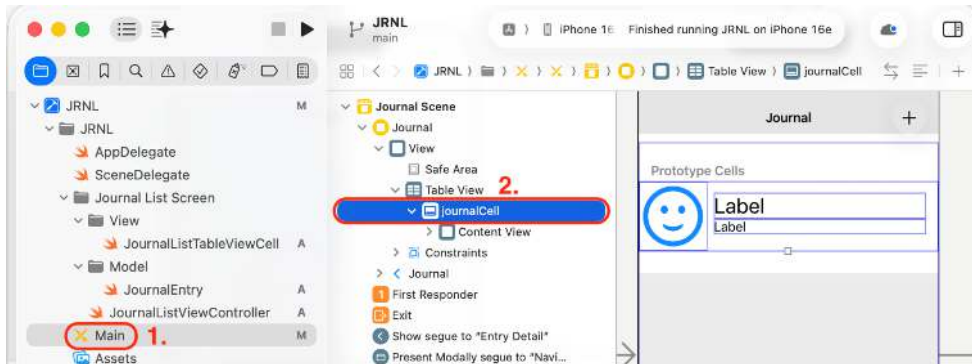 JRNL
main
iPhone 16
Finished running JRNL on iPhone 16e
JRNL
Table View
journalCell
JRNL M
JRNL
AppDelegate
SceneDelegate
Journal List Screen
View
JournalListTableViewCell A
Model
JournalEntry A
JournalListViewController A
Main 1. M
Assets
Journal Scene
Journal
View
Safe Area
Table View 2.
journalCell
Content View
Constraints
Journal
First Responder
Exit
Show segue to "Entry Detail"
Present Modally segue to "Navi...
Journal +
Prototype Cells
Label
Label